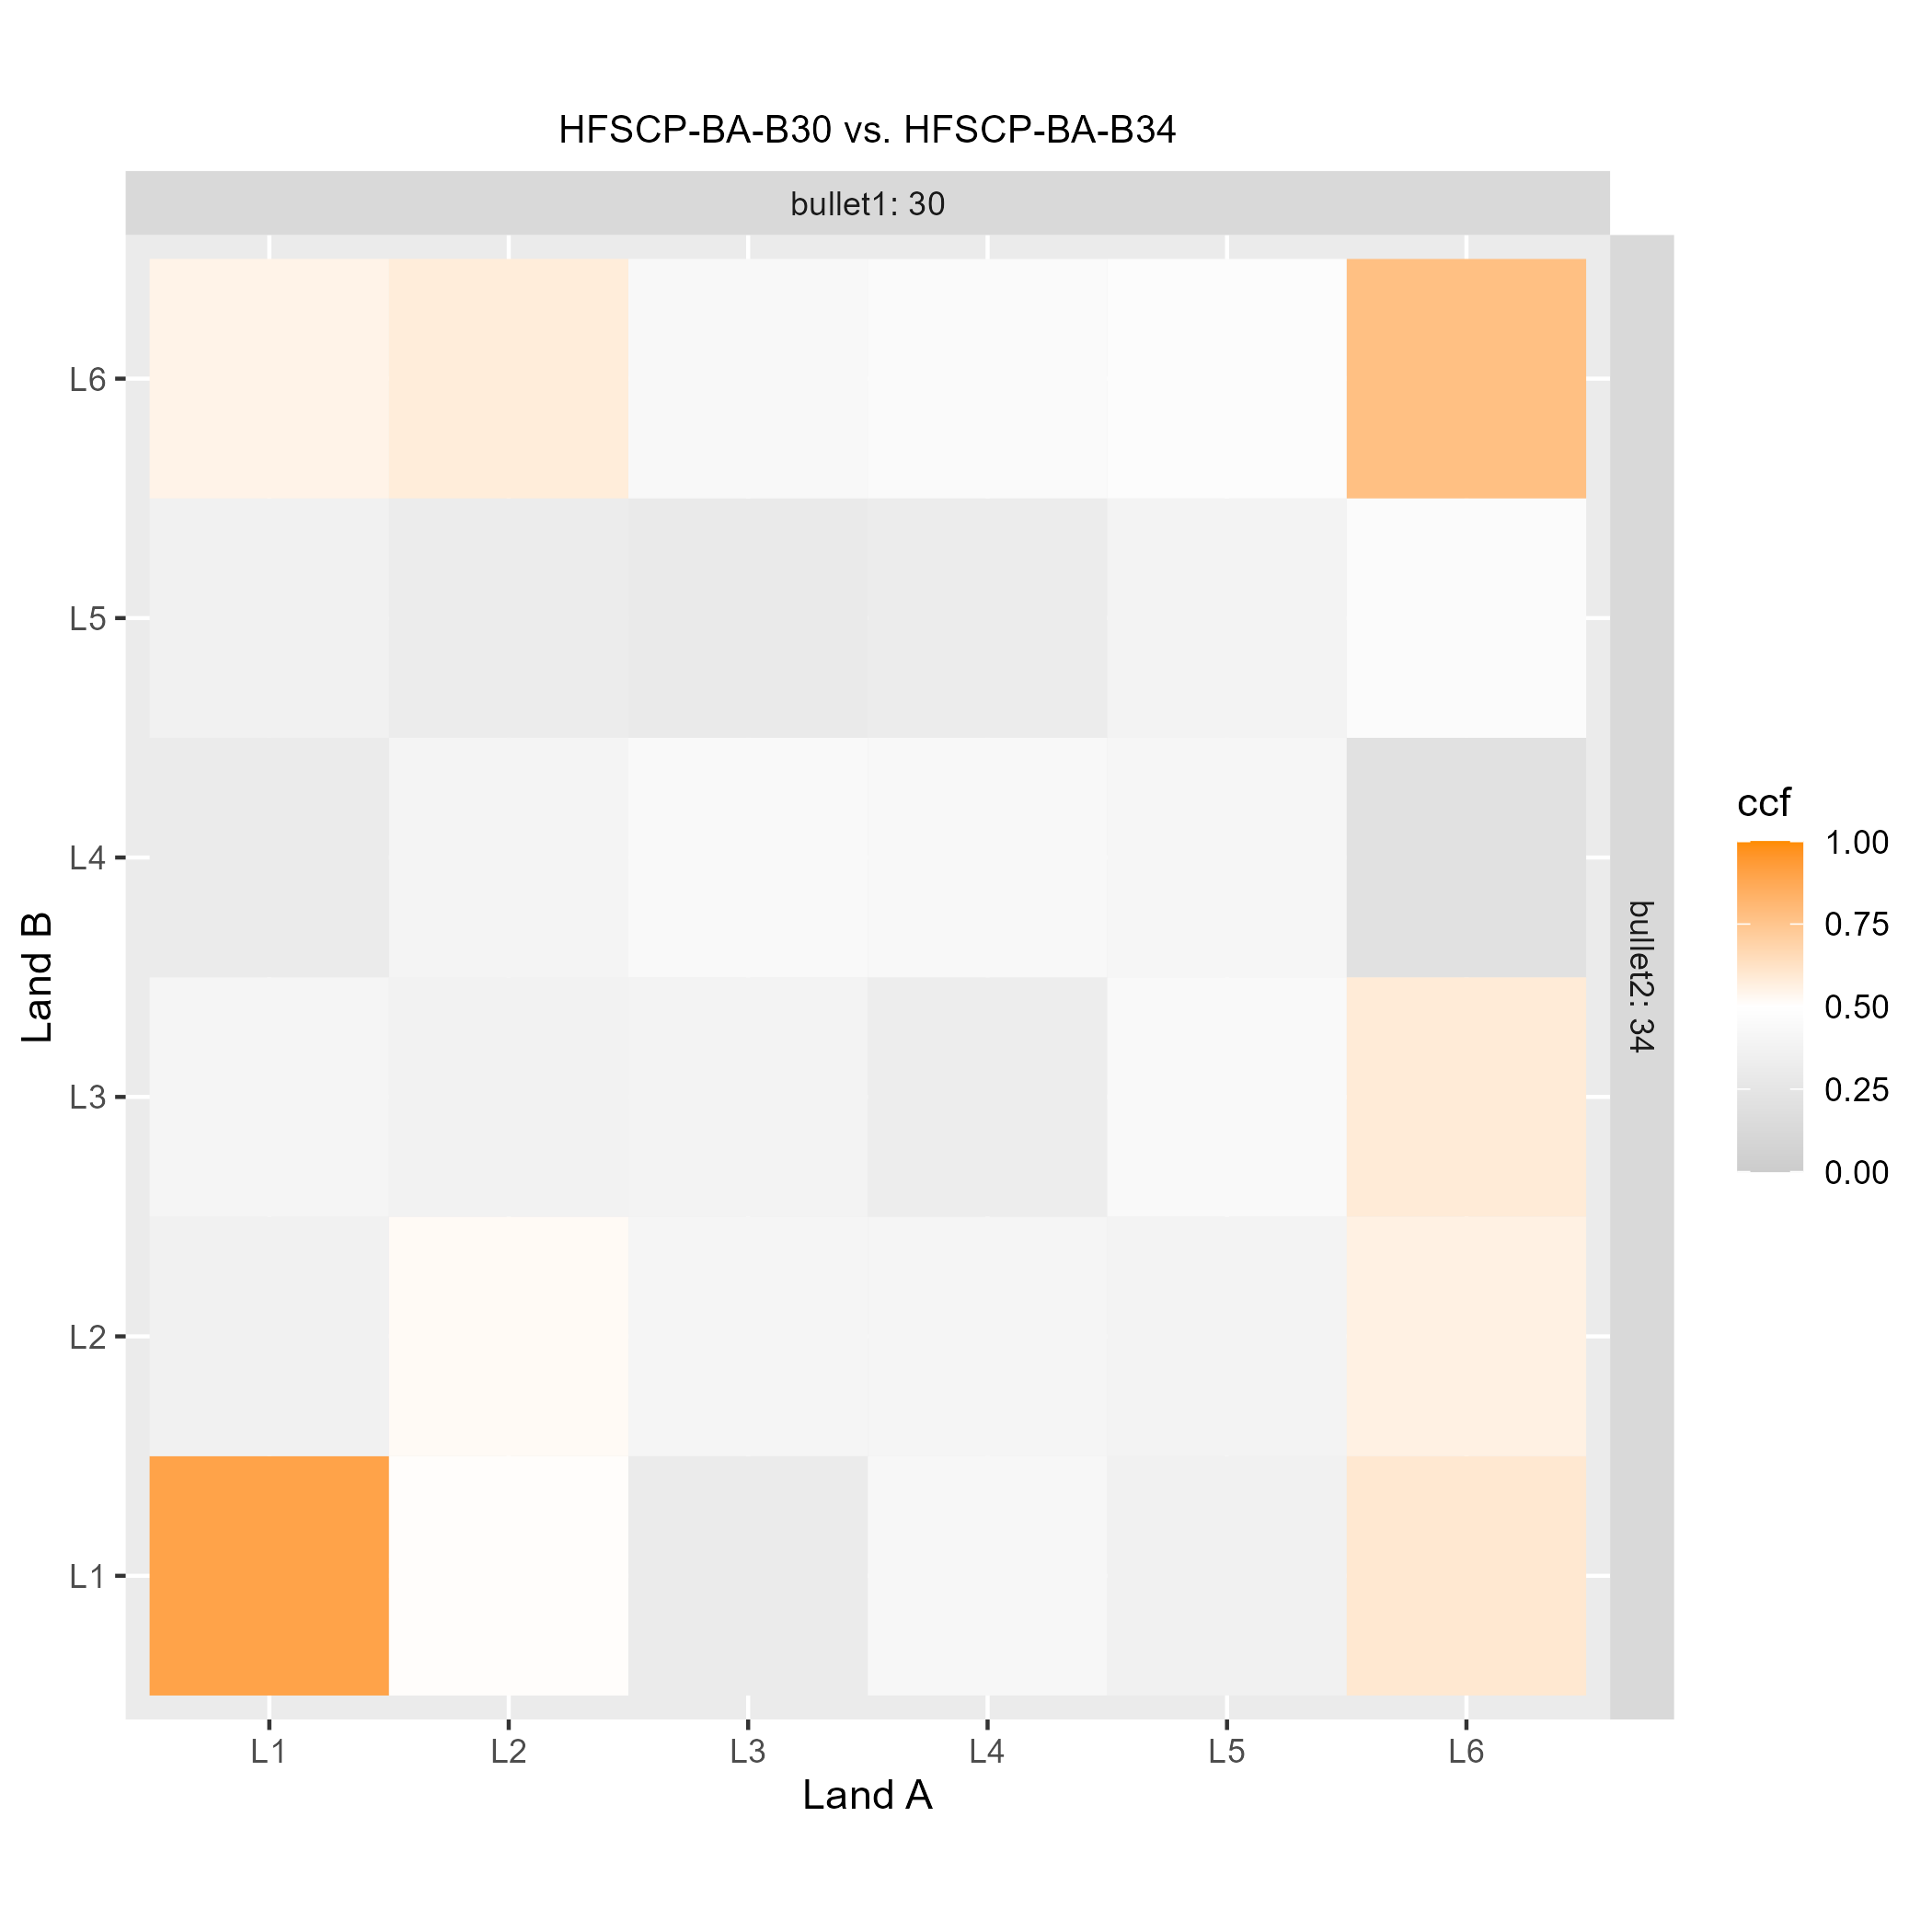 HFSCP-BA-B30 vs. HFSCP-BA-B34
bullet1: 30
L6
L5
L4
L3
L2
L1
Land B
bullet2: 34
L1 L2 L3 L4 L5 L6
Land A
ccf
1.00
0.75
0.50
0.25
0.00